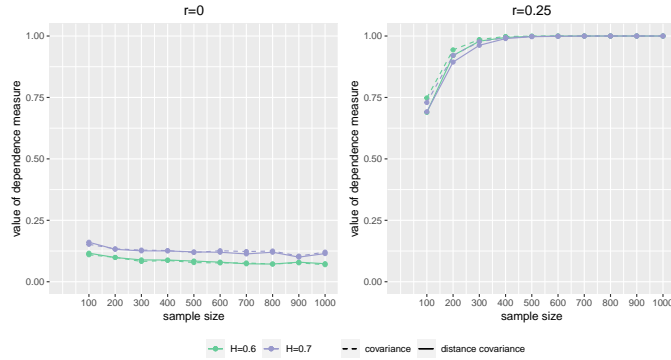 r=0
r=0.25
value of dependence measure
1.00
0.75
0.50
0.25
0.00
100 200 300 400 500 600 700 800 900 1000
sample size
value of dependence measure
1.00
0.75
0.50
0.25
0.00
100 200 300 400 500 600 700 800 900 1000
sample size
H=0.6 H=0.7 covariance distance covariance